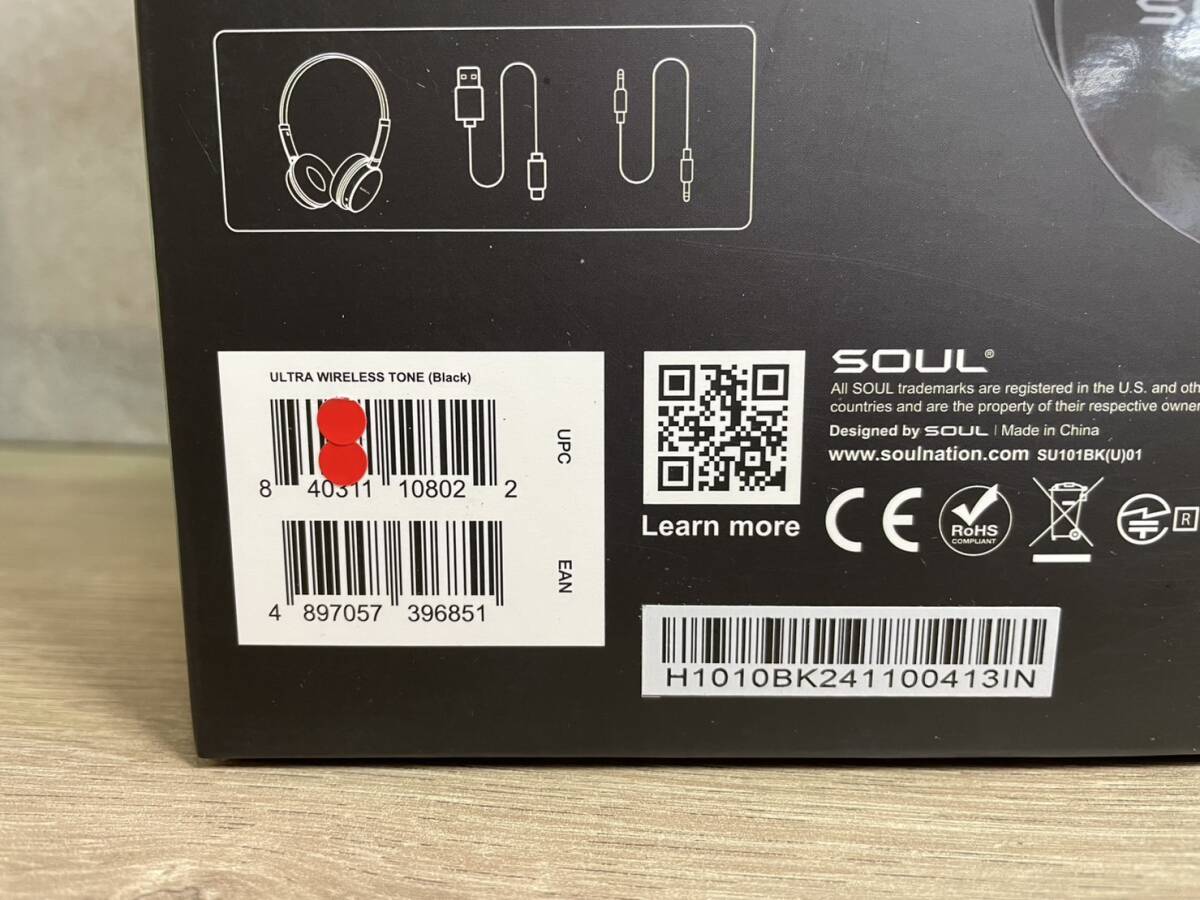 ULTRA WIRELESS TONE (Black)
UPC
8 40311 10802 2
EAN
4 897057 396851
Learn more
SOUL®
All SOUL trademarks are registered in the U.S. and
countries and are the property of their respective
Designed by SOUL | Made in China
www.soulnation.com SU101BK(U)01
CE
RoHS
COMPLIANT
R
H1010BK241100413IN